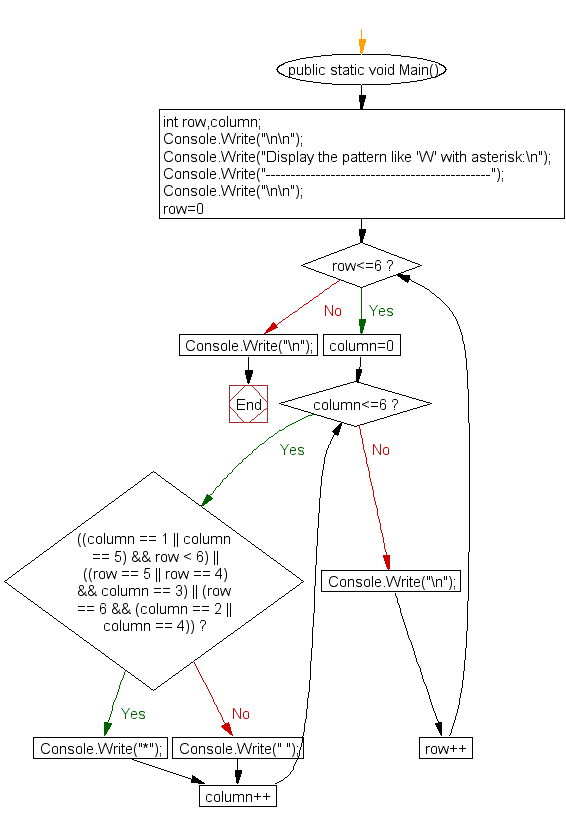 public static void Main()
int row,column;
Console.Write("\n\n");
Console.Write("Display the pattern like 'W' with asterisk:\n");
Console.Write("---------------------------------------------");
Console.Write("\n\n");
row=0
row<=6 ?
No
Yes
Console.Write("\n");
column=0
End
column<=6 ?
Yes
No
((column == 1 || column
== 5) && row < 6) ||
((row == 5 || row == 4)
&& column == 3) || (row
== 6 && (column == 2 ||
column == 4)) ?
Console.Write("\n");
Yes
No
Console.Write("*");
Console.Write(" ");
row++
column++